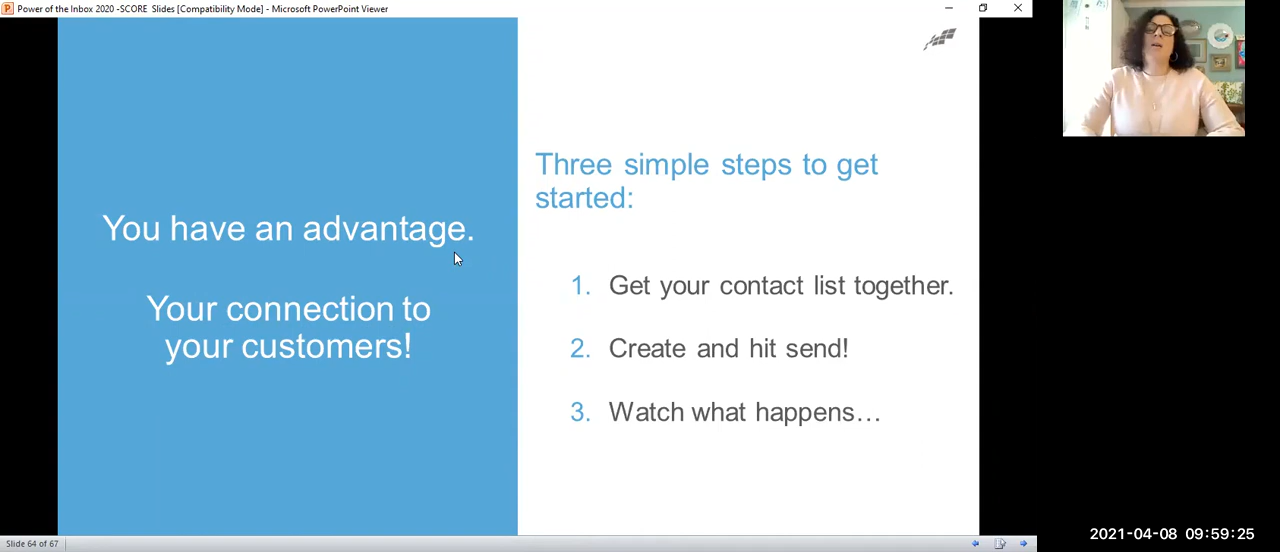 Power of the Inbox 2020 -SCORE Slides [Compatibility Mode] - Microsoft PowerPoint Viewer
You have an advantage.
Your connection to
your customers!
Three simple steps to get
started:
1. Get your contact list together.
2. Create and hit send!
3. Watch what happens…
Slide 64 of 67
2021-04-08 09:59:25